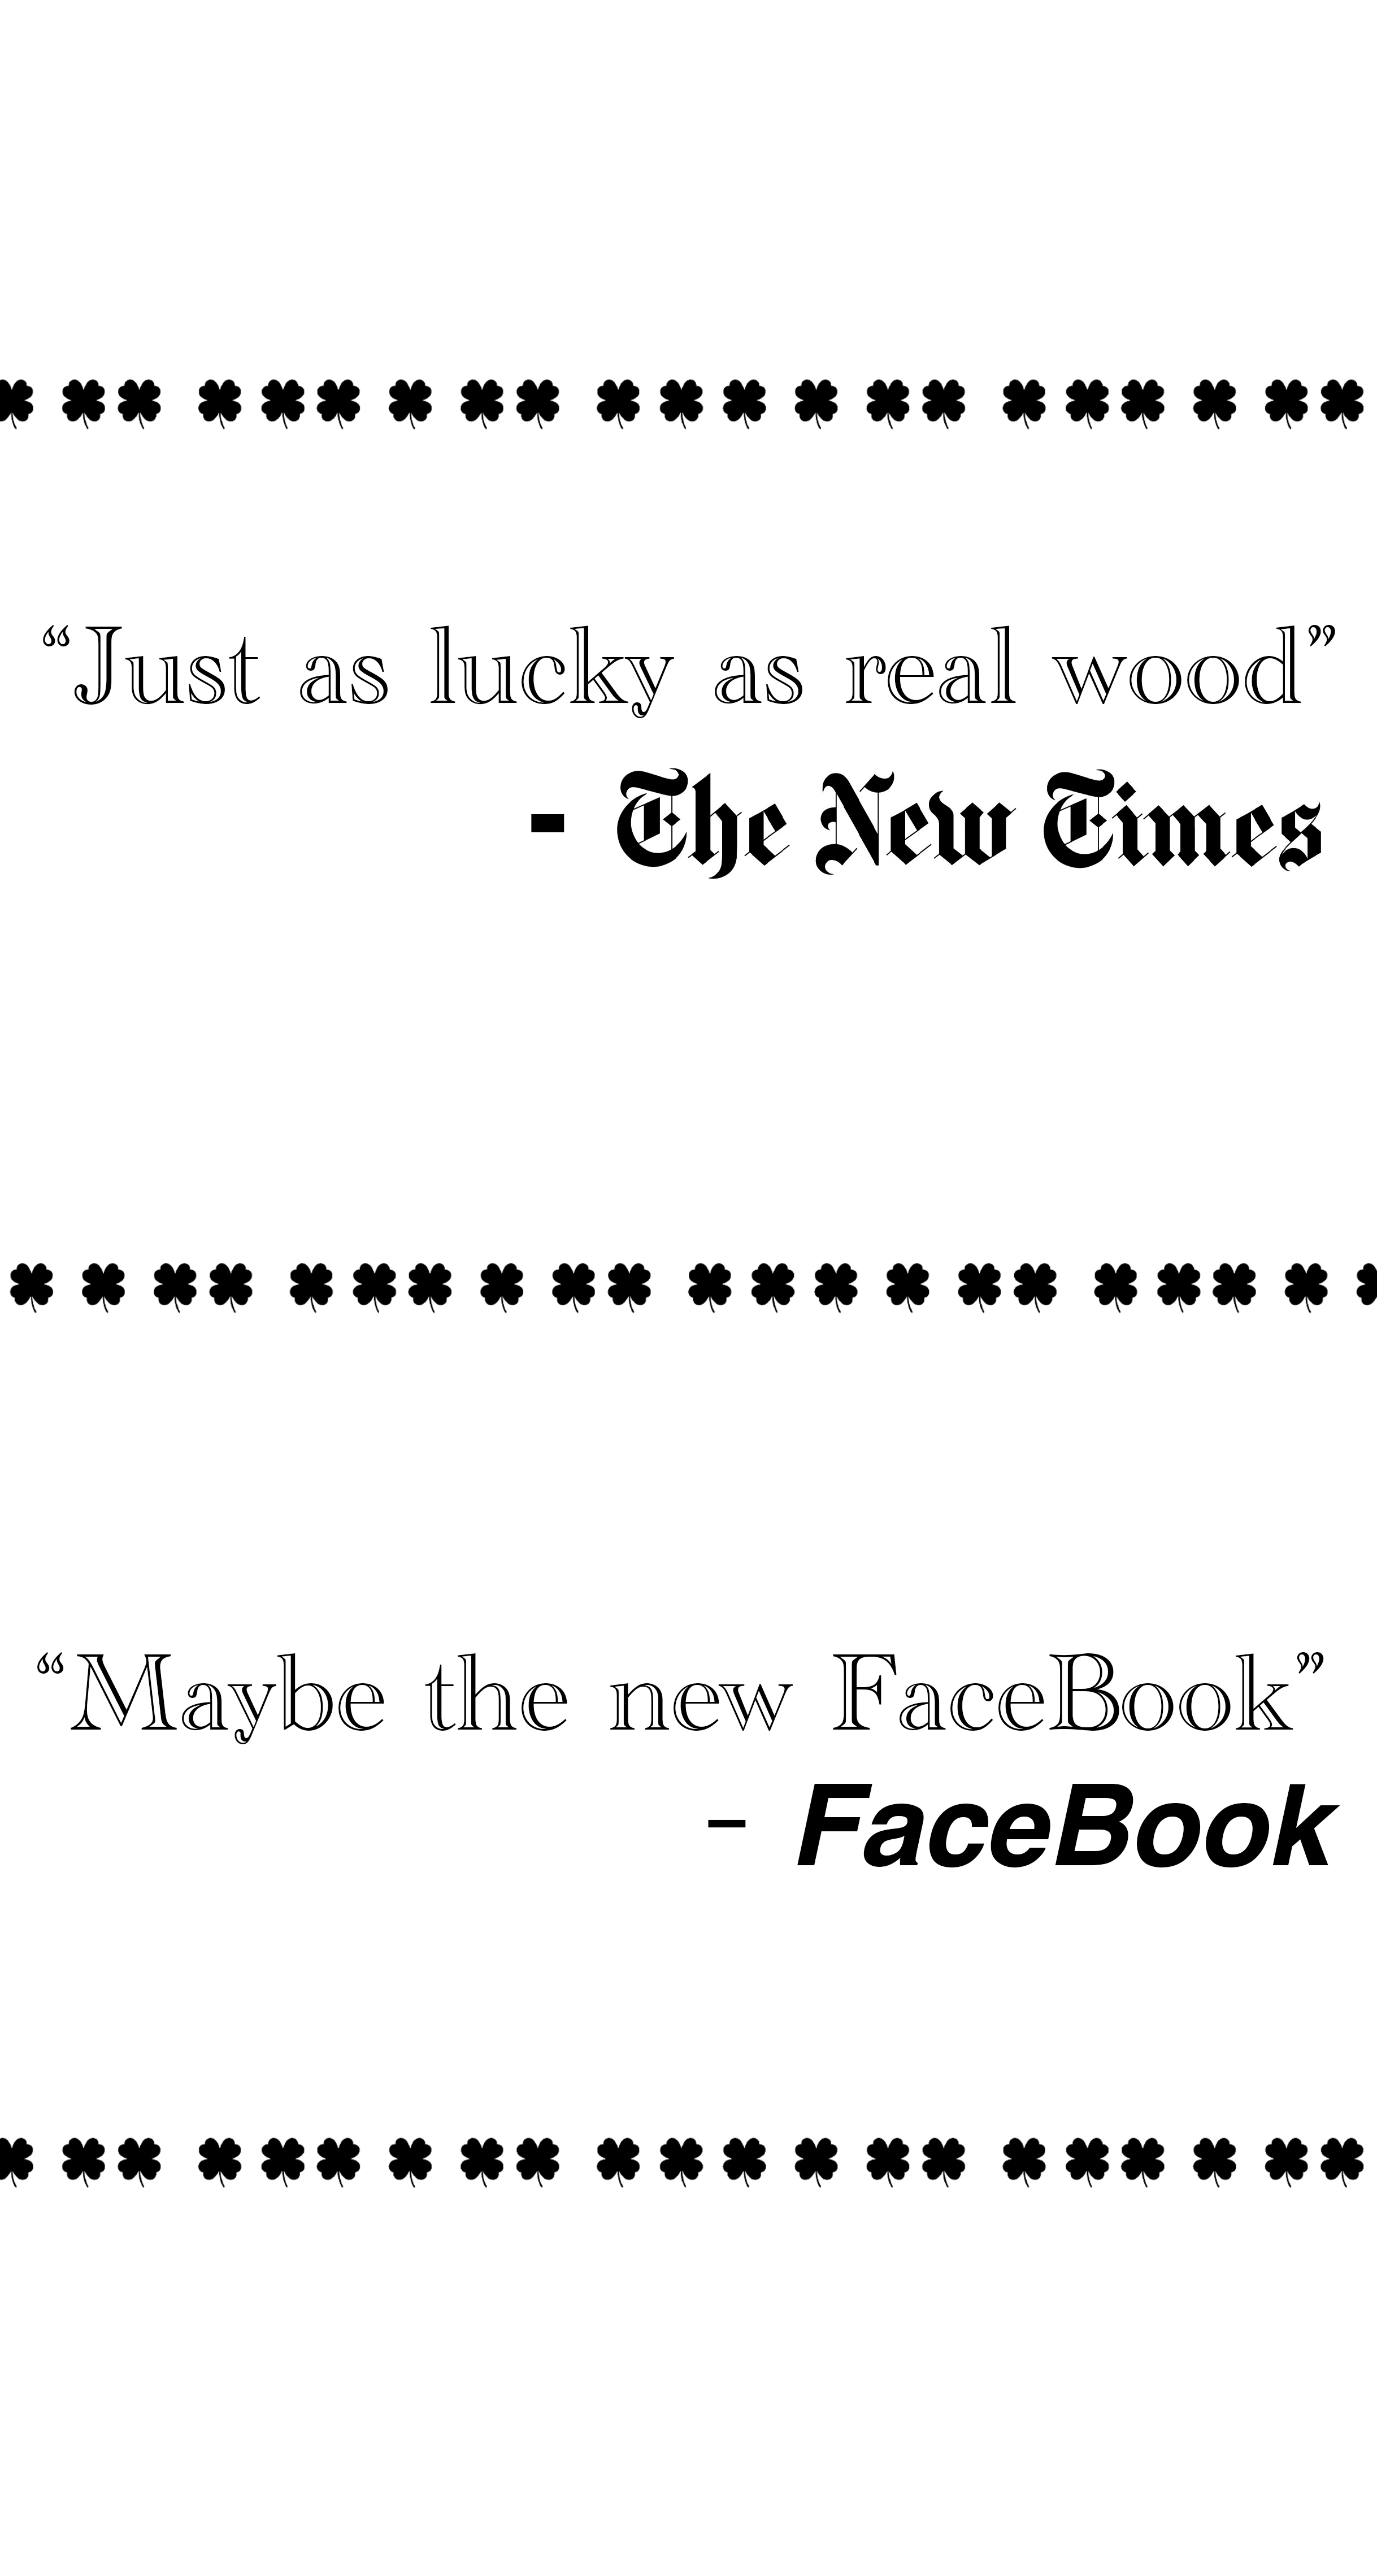 “Just as lucky as real wood”
- The New Times
“Maybe the new FaceBook”
- FaceBook